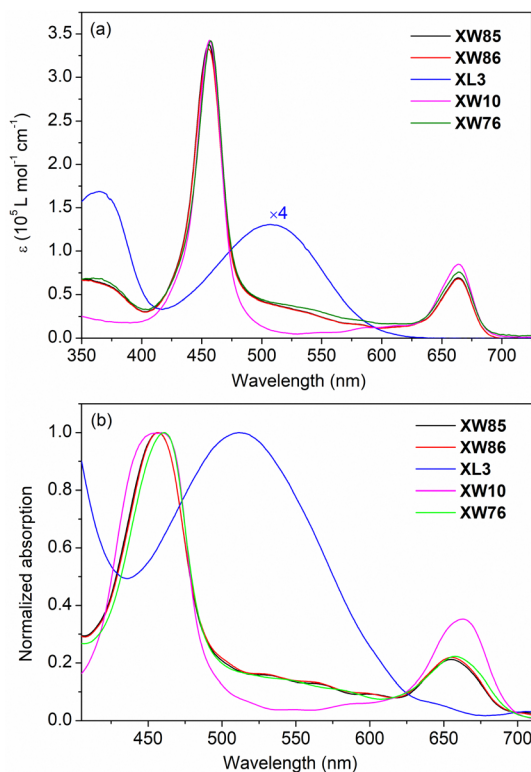 (a)
XW85
XW86
XL3
XW10
XW76
×4
ε (10⁵ L mol⁻¹ cm⁻¹)
3.5
3.0
2.5
2.0
1.5
1.0
0.5
0.0
350 400 450 500 550 600 650 700
Wavelength (nm)
(b)
XW85
XW86
XL3
XW10
XW76
Normalized absorption
1.0
0.8
0.6
0.4
0.2
0.0
450 500 550 600 650 700
Wavelength (nm)